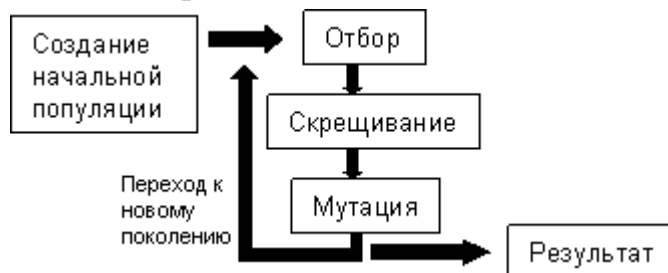 Создание
начальной
популяции
Отбор
Скрещивание
Мутация
Переход к
новому
поколению
Результат